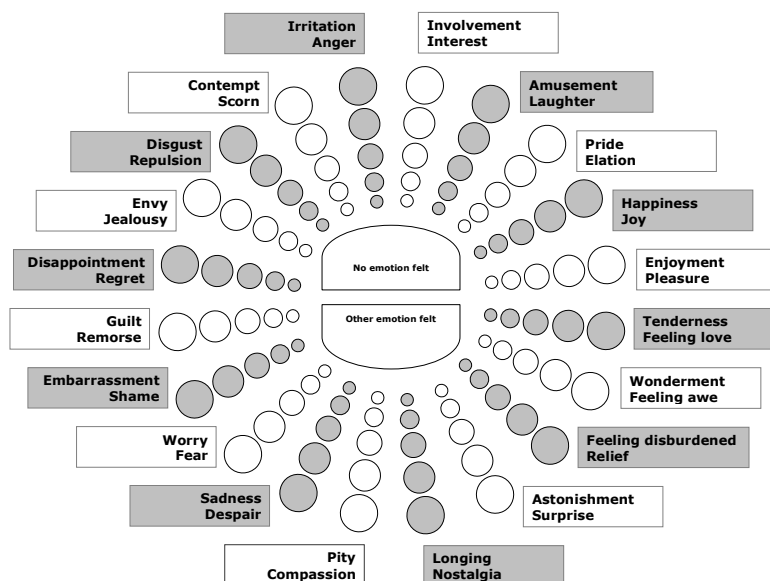 Irritation
Anger
Involvement
Interest
Contempt
Scorn
Amusement
Laughter
Disgust
Repulsion
Pride
Elation
Envy
Jealousy
Happiness
Joy
Disappointment
Regret
No emotion felt
Enjoyment
Pleasure
Guilt
Remorse
Other emotion felt
Tenderness
Feeling love
Embarrassment
Shame
Wonderment
Feeling awe
Worry
Fear
Feeling disburdened
Relief
Sadness
Despair
Astonishment
Surprise
Pity
Compassion
Longing
Nostalgia